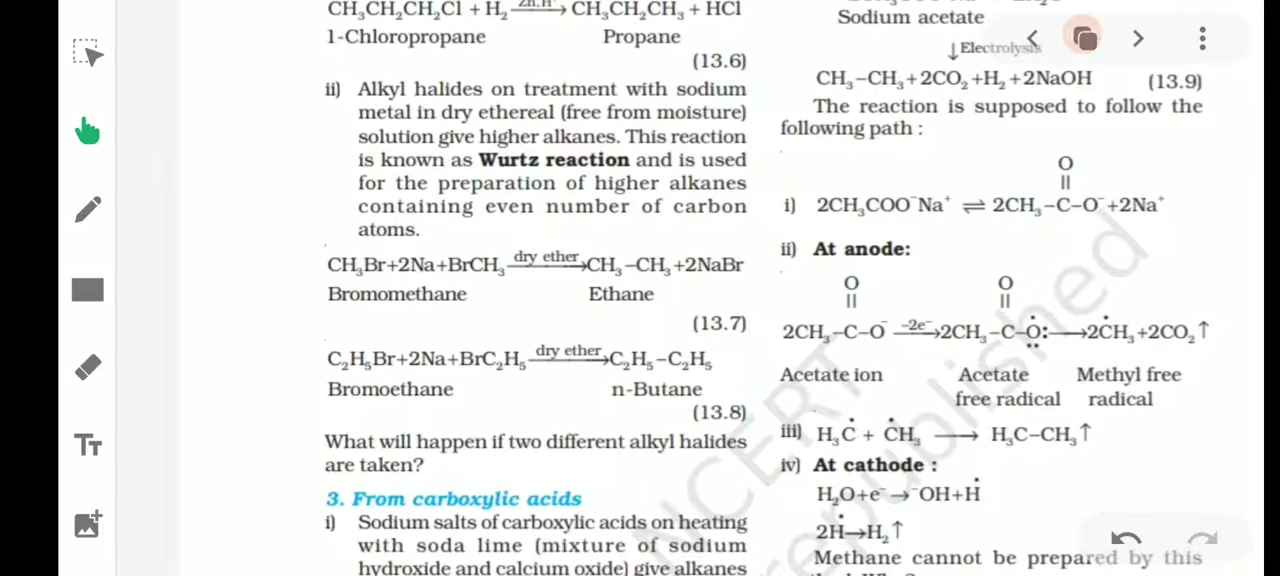 CH₃CH₂CH₂Cl + H₂ —Zn,H⁺→ CH₃CH₂CH₃ + HCl
1-Chloropropane Propane
(13.6)
ii) Alkyl halides on treatment with sodium
metal in dry ethereal (free from moisture)
solution give higher alkanes. This reaction
is known as Wurtz reaction and is used
for the preparation of higher alkanes
containing even number of carbon
atoms.
CH₃Br+2Na+BrCH₃ —dry ether→ CH₃–CH₃+2NaBr
Bromomethane Ethane
(13.7)
C₂H₅Br+2Na+BrC₂H₅ —dry ether→ C₂H₅–C₂H₅
Bromoethane n-Butane
(13.8)
What will happen if two different alkyl halides
are taken?
3. From carboxylic acids
i) Sodium salts of carboxylic acids on heating
with soda lime (mixture of sodium
hydroxide and calcium oxide) give alkanes
Sodium acetate
↓Electrolysis
CH₃–CH₃+2CO₂+H₂+2NaOH (13.9)
The reaction is supposed to follow the
following path :
O
||
i) 2CH₃COO⁻Na⁺ ⇌ 2CH₃–C–O⁻+2Na⁺
ii) At anode:
O O
|| ||
2CH₃–C–O⁻ —–2e⁻→ 2CH₃–C–Ȯ: → 2ĊH₃+2CO₂↑
Acetate ion Acetate Methyl free
free radical radical
iii) H₃Ċ + ĊH₃ → H₃C–CH₃↑
iv) At cathode :
H₂O+e⁻→⁻OH+Ḣ
2Ḣ→H₂↑
Methane cannot be prepared by this
NCERT
republished
Tт